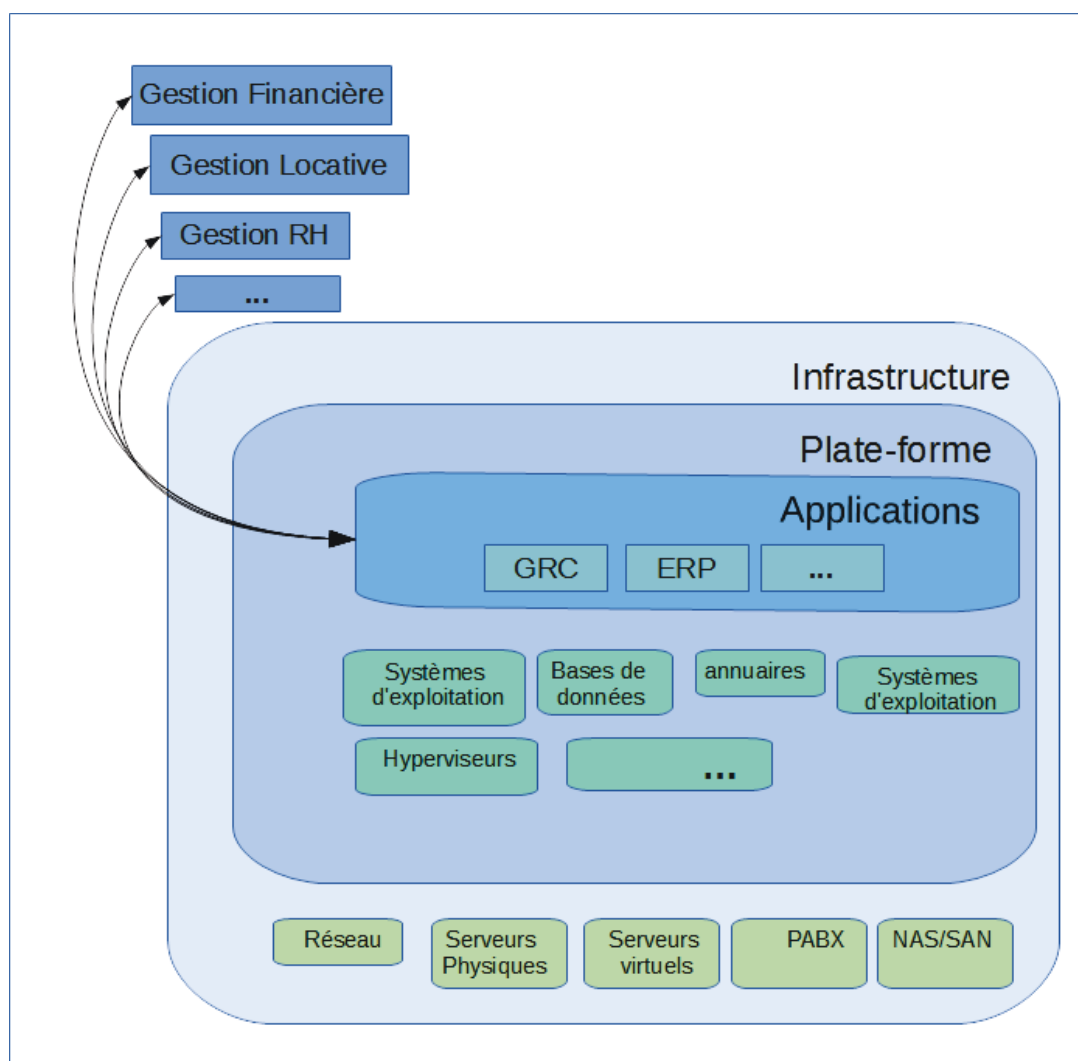 Gestion Financière
Gestion Locative
Gestion RH
...
Infrastructure
Plate-forme
Applications
GRC
ERP
...
Systèmes
d'exploitation
Bases de
données
annuaires
Systèmes
d'exploitation
Hyperviseurs
...
Réseau
Serveurs
Physiques
Serveurs
virtuels
PABX
NAS/SAN